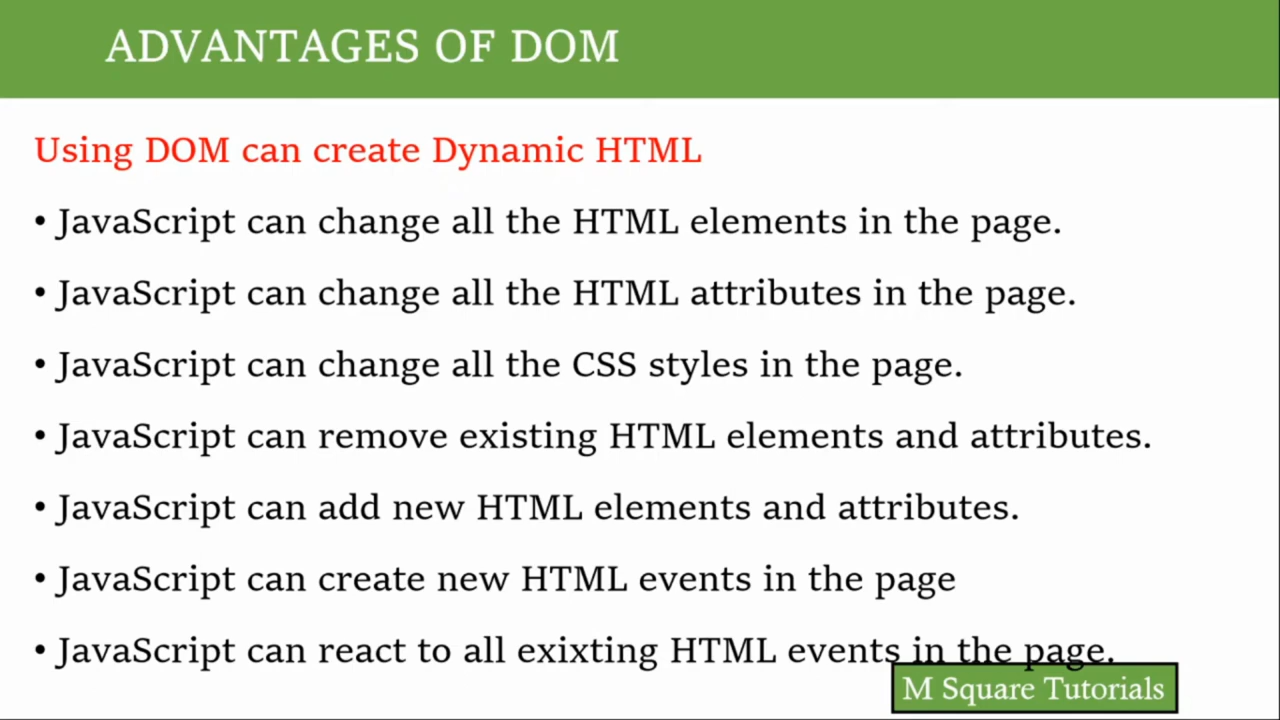 ADVANTAGES OF DOM
Using DOM can create Dynamic HTML
• JavaScript can change all the HTML elements in the page.
• JavaScript can change all the HTML attributes in the page.
• JavaScript can change all the CSS styles in the page.
• JavaScript can remove existing HTML elements and attributes.
• JavaScript can add new HTML elements and attributes.
• JavaScript can create new HTML events in the page
• JavaScript can react to all exixting HTML events in the page.
M Square Tutorials